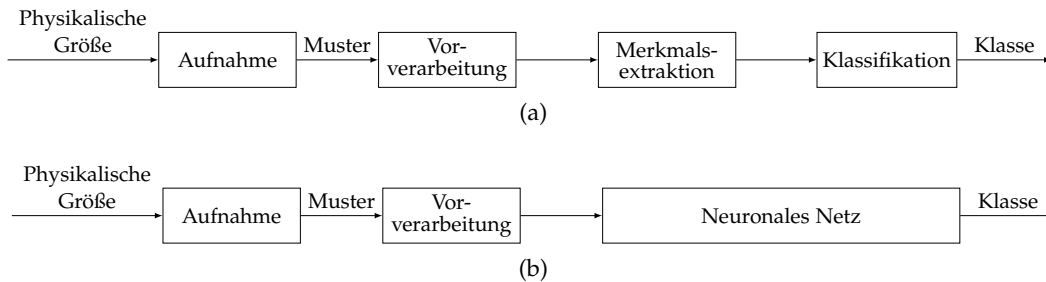 Physikalische
Größe
Aufnahme
Muster
Vor-
verarbeitung
Merkmals-
extraktion
Klassifikation
Klasse
(a)
Physikalische
Größe
Aufnahme
Muster
Vor-
verarbeitung
Neuronales Netz
Klasse
(b)